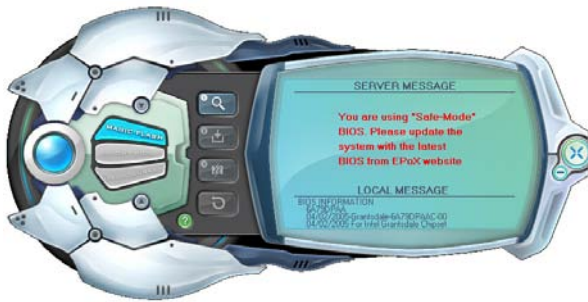 SERVER MESSAGE
You are using "Safe-Mode"
BIOS. Please update the
system with the latest
BIOS from EPoX website
MAGIC FLASH
LOCAL MESSAGE
BIOS INFORMATION
04/02/2005 For Intel Grantsdale Chipset
?